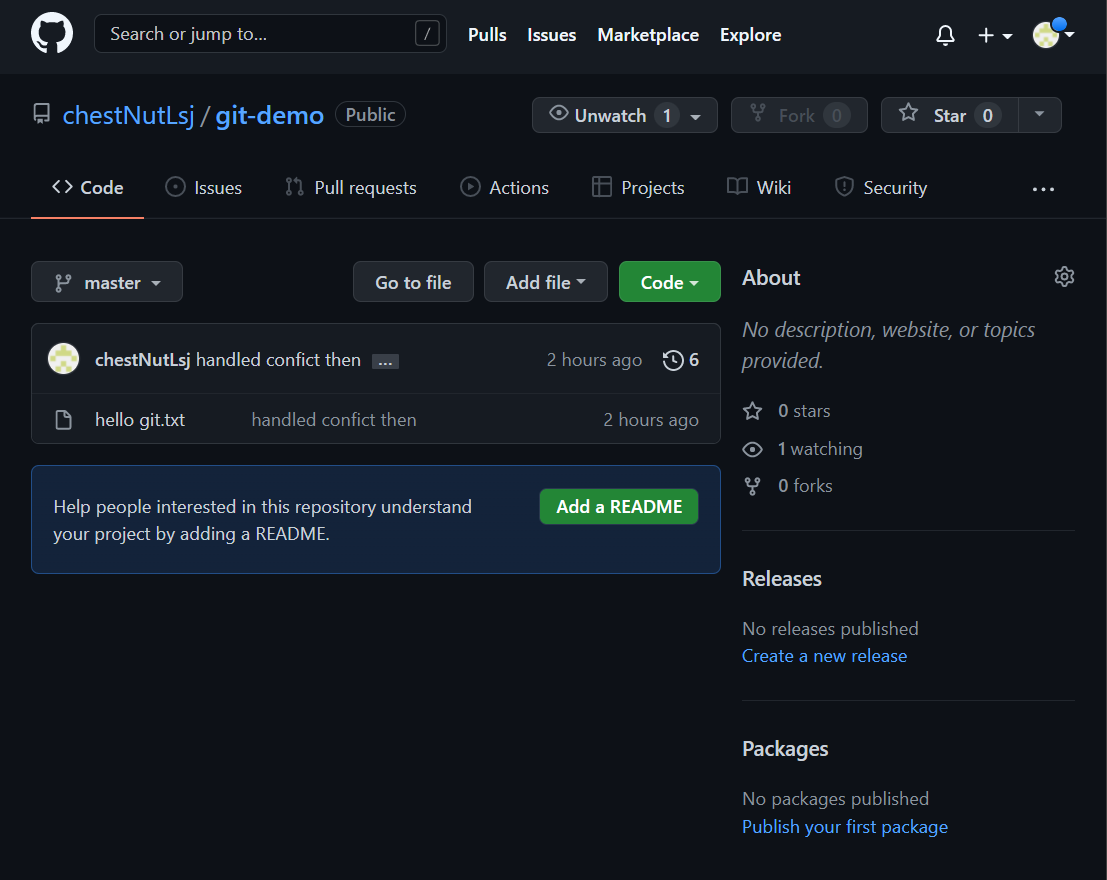 Search or jump to... /
Pulls Issues Marketplace Explore
chestNutLsj / git-demo Public
Unwatch 1 Fork 0 Star 0
Code Issues Pull requests Actions Projects Wiki Security ...
master Go to file Add file Code
chestNutLsj handled confict then ... 2 hours ago 6
hello git.txt handled confict then 2 hours ago
Help people interested in this repository understand
your project by adding a README.
Add a README
About
No description, website, or topics
provided.
0 stars
1 watching
0 forks
Releases
No releases published
Create a new release
Packages
No packages published
Publish your first package